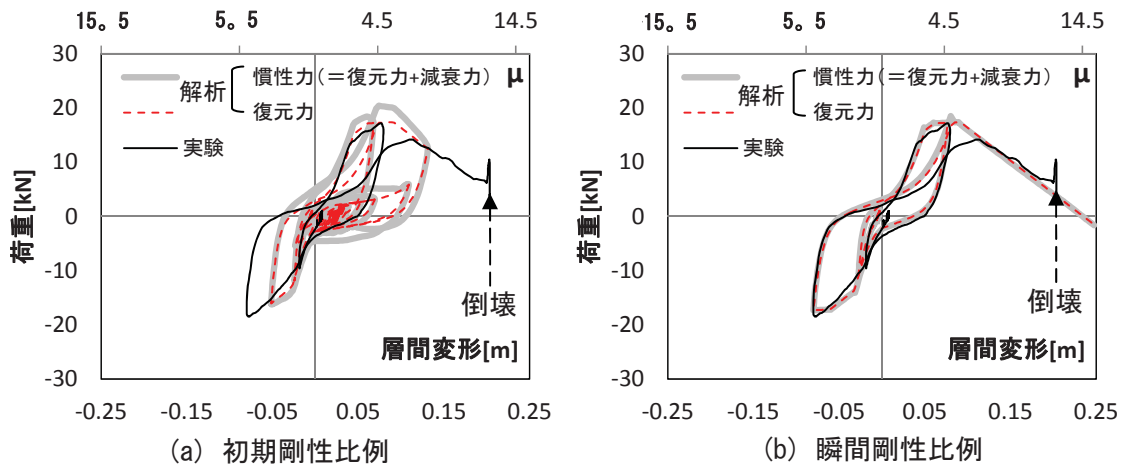 15。5 5。5 4.5 14.5
30
20
10
0
-10
-20
-30
荷重[kN]
解析
慣性力(＝復元力+減衰力)
復元力
実験
μ
倒壊
層間変形[m]
-0.25 -0.15 -0.05 0.05 0.15 0.25
(a) 初期剛性比例
15。5 5。5 4.5 14.5
30
20
10
0
-10
-20
-30
荷重[kN]
解析
慣性力(＝復元力+減衰力)
復元力
実験
μ
倒壊
層間変形[m]
-0.25 -0.15 -0.05 0.05 0.15 0.25
(b) 瞬間剛性比例